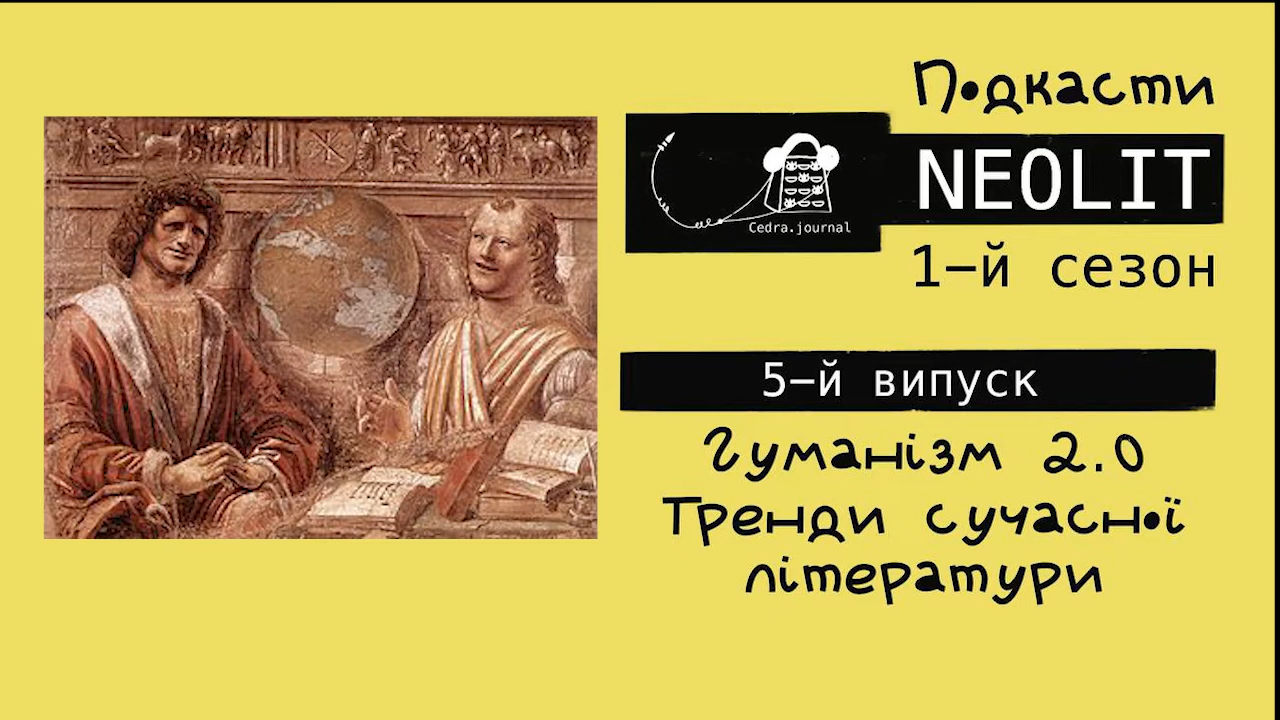 Подкасти
NEOLIT
Cedra.journal
1–й сезон
5–й випуск
Гуманізм 2.0
Тренди сучасної
літератури